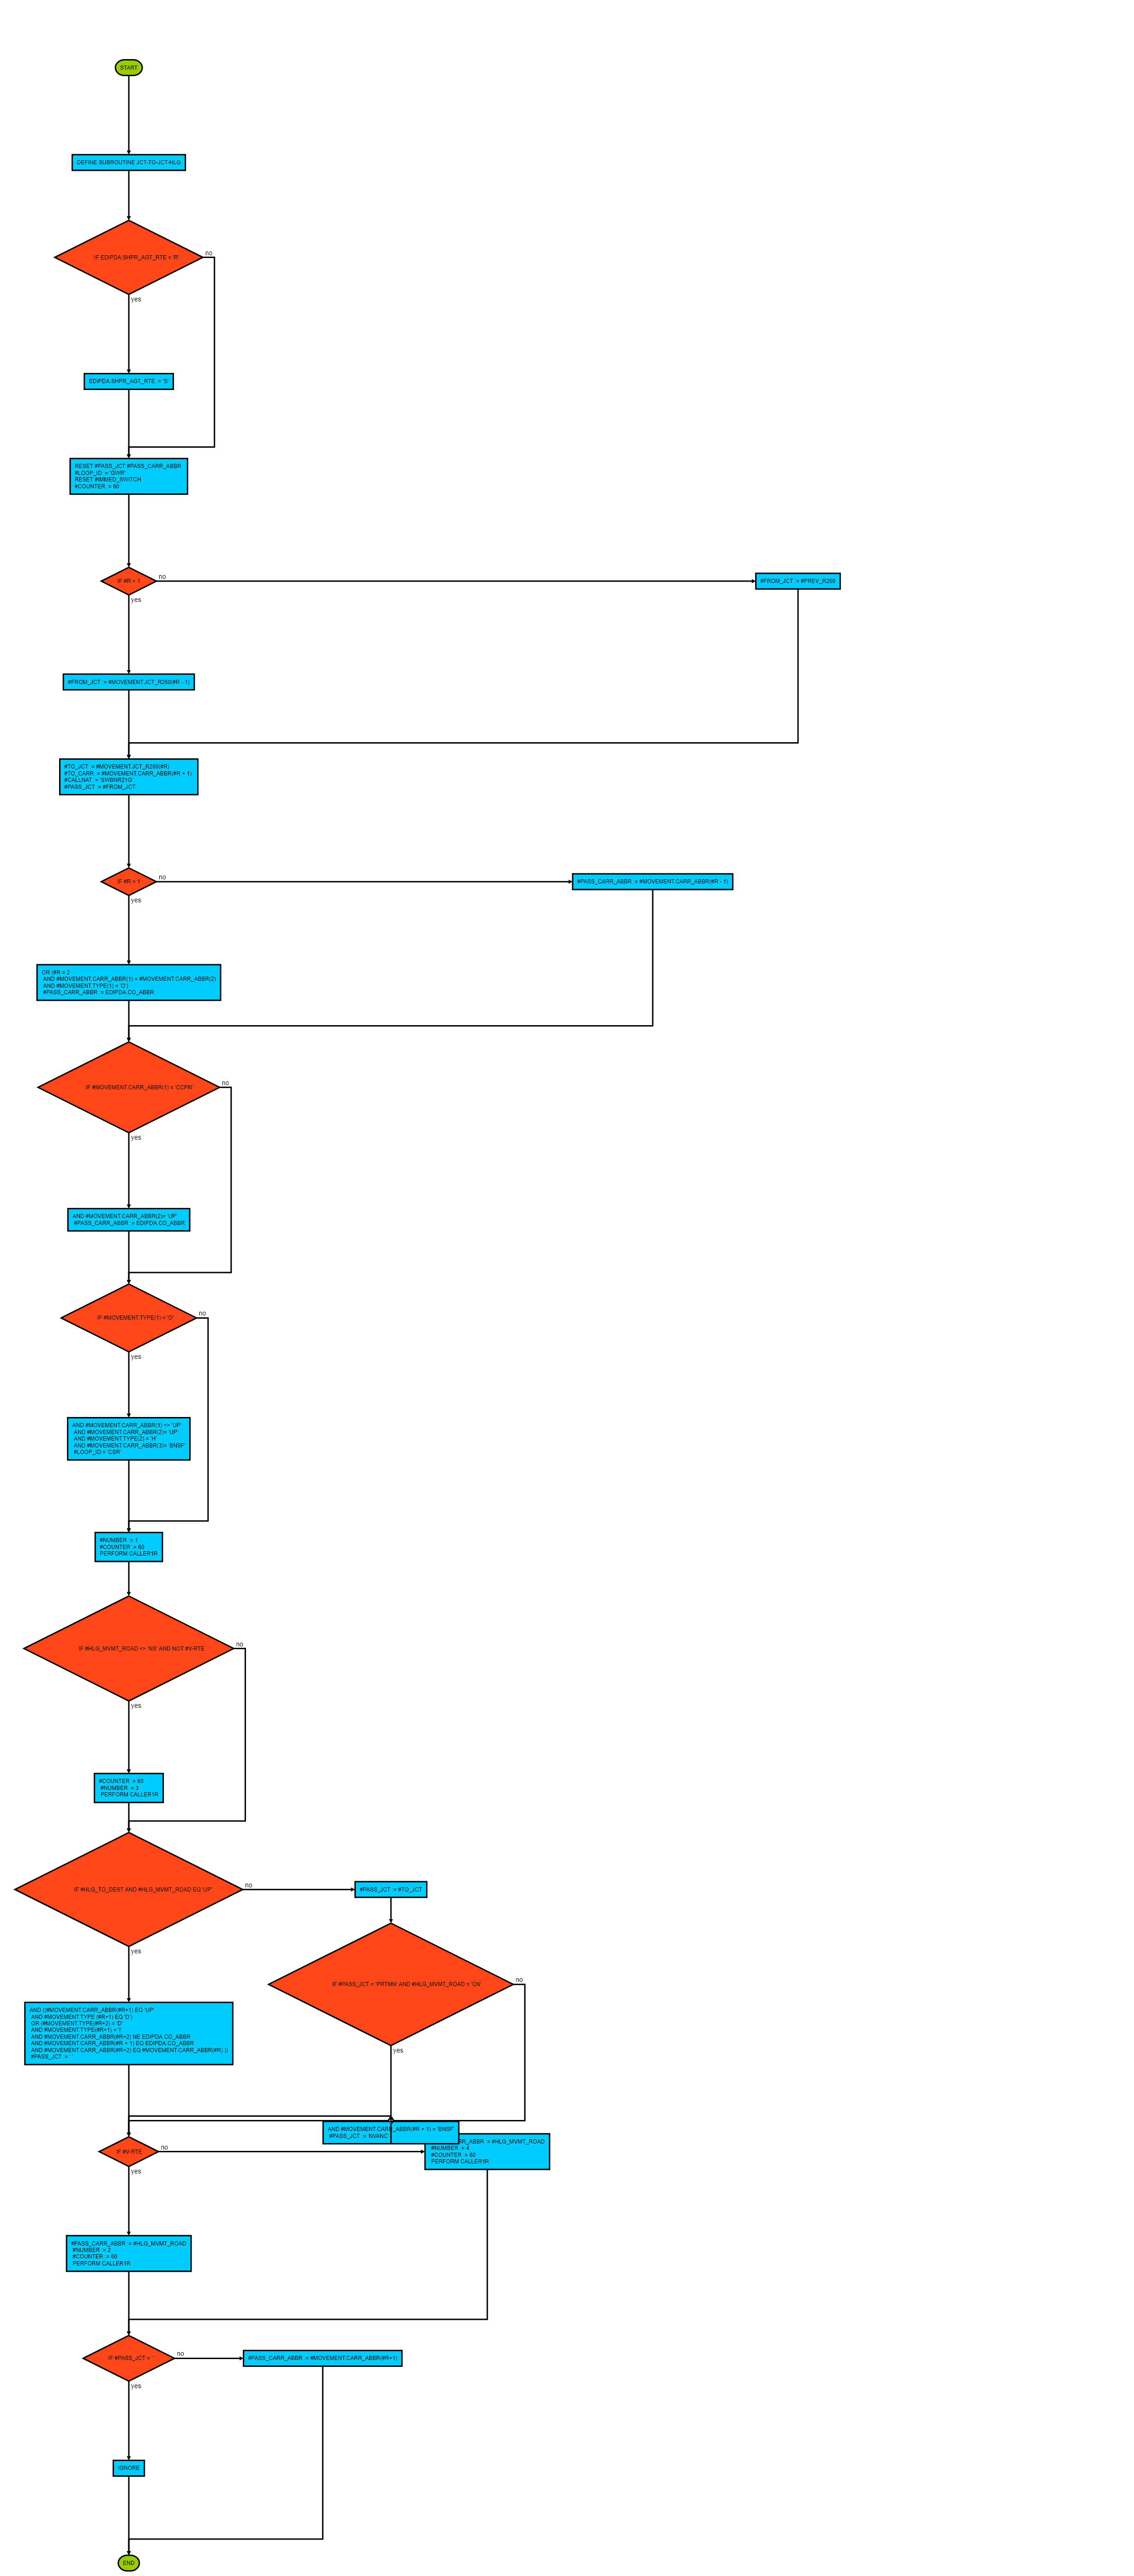 START
DEFINE SUBROUTINE JCT-TO-JCT-HLG
IF EDIPDA.SHPR_AGT_RTE = 'R'
no
yes
EDIPDA.SHPR_AGT_RTE := 'S'
RESET #PASS_JCT #PASS_CARR_ABBR
#LOOP_ID := 'GWR'
RESET #IMMED_SWITCH
#COUNTER := 60
IF #R > 1
no
yes
#FROM_JCT := #PREV_R260
#FROM_JCT := #MOVEMENT.JCT_R260(#R - 1)
#TO_JCT := #MOVEMENT.JCT_R260(#R)
#TO_CARR := #MOVEMENT.CARR_ABBR(#R + 1)
#CALLNAT := 'SWBNR21G'
#PASS_JCT := #FROM_JCT
IF #R = 1
no
yes
#PASS_CARR_ABBR := #MOVEMENT.CARR_ABBR(#R - 1)
OR (#R = 2
AND #MOVEMENT.CARR_ABBR(1) = #MOVEMENT.CARR_ABBR(2)
AND #MOVEMENT.TYPE(1) = 'O')
#PASS_CARR_ABBR := EDIPDA.CO_ABBR
IF #MOVEMENT.CARR_ABBR(1) = 'CCPN'
no
yes
AND #MOVEMENT.CARR_ABBR(2)= 'UP'
#PASS_CARR_ABBR := EDIPDA.CO_ABBR
IF #MOVEMENT.TYPE(1) = 'O'
no
yes
AND #MOVEMENT.CARR_ABBR(1) <> 'UP'
AND #MOVEMENT.CARR_ABBR(2)= 'UP'
AND #MOVEMENT.TYPE(2) = 'H'
AND #MOVEMENT.CARR_ABBR(3)= 'BNSF'
#LOOP_ID := 'CSR'
#NUMBER := 1
#COUNTER := 60
PERFORM CALLER1R
IF #HLG_MVMT_ROAD <> 'NS' AND NOT #V-RTE
no
yes
#COUNTER := 60
#NUMBER := 3
PERFORM CALLER1R
IF #HLG_TO_DEST AND #HLG_MVMT_ROAD EQ 'UP'
no
yes
#PASS_JCT := #TO_JCT
IF #PASS_JCT = 'PRTMN' AND #HLG_MVMT_ROAD = 'CN'
no
yes
AND ((#MOVEMENT.CARR_ABBR(#R+1) EQ 'UP'
AND #MOVEMENT.TYPE (#R+1) EQ 'D')
OR (#MOVEMENT.TYPE(#R+2) = 'D'
AND #MOVEMENT.TYPE(#R+1) = 'I'
AND #MOVEMENT.CARR_ABBR(#R+2) NE EDIPDA.CO_ABBR
AND #MOVEMENT.CARR_ABBR(#R + 1) EQ EDIPDA.CO_ABBR
AND #MOVEMENT.CARR_ABBR(#R+2) EQ #MOVEMENT.CARR_ABBR(#R) ))
#PASS_JCT := ' '
AND #MOVEMENT.CARR_ABBR(#R + 1) = 'BNSF'
#PASS_JCT := 'NVANC'
IF #V-RTE
no
yes
RR_ABBR := #HLG_MVMT_ROAD
#NUMBER := 4
#COUNTER := 60
PERFORM CALLER1R
#PASS_CARR_ABBR := #HLG_MVMT_ROAD
#NUMBER := 2
#COUNTER := 60
PERFORM CALLER1R
IF #PASS_JCT = ' '
no
yes
#PASS_CARR_ABBR := #MOVEMENT.CARR_ABBR(#R+1)
IGNORE
END